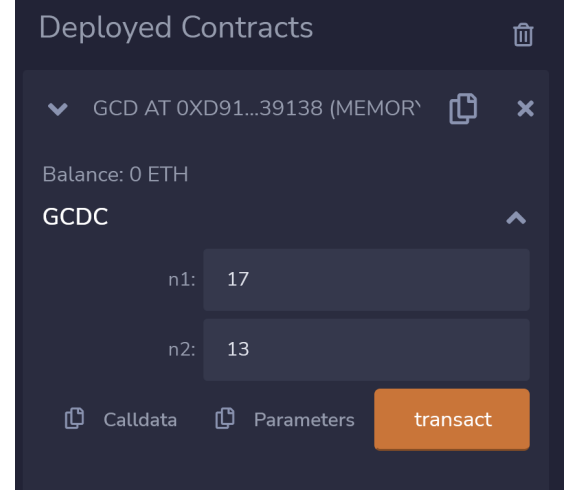 Deployed Contracts
GCD AT 0XD91...39138 (MEMORY
Balance: 0 ETH
GCDC
n1: 17
n2: 13
Calldata Parameters transact